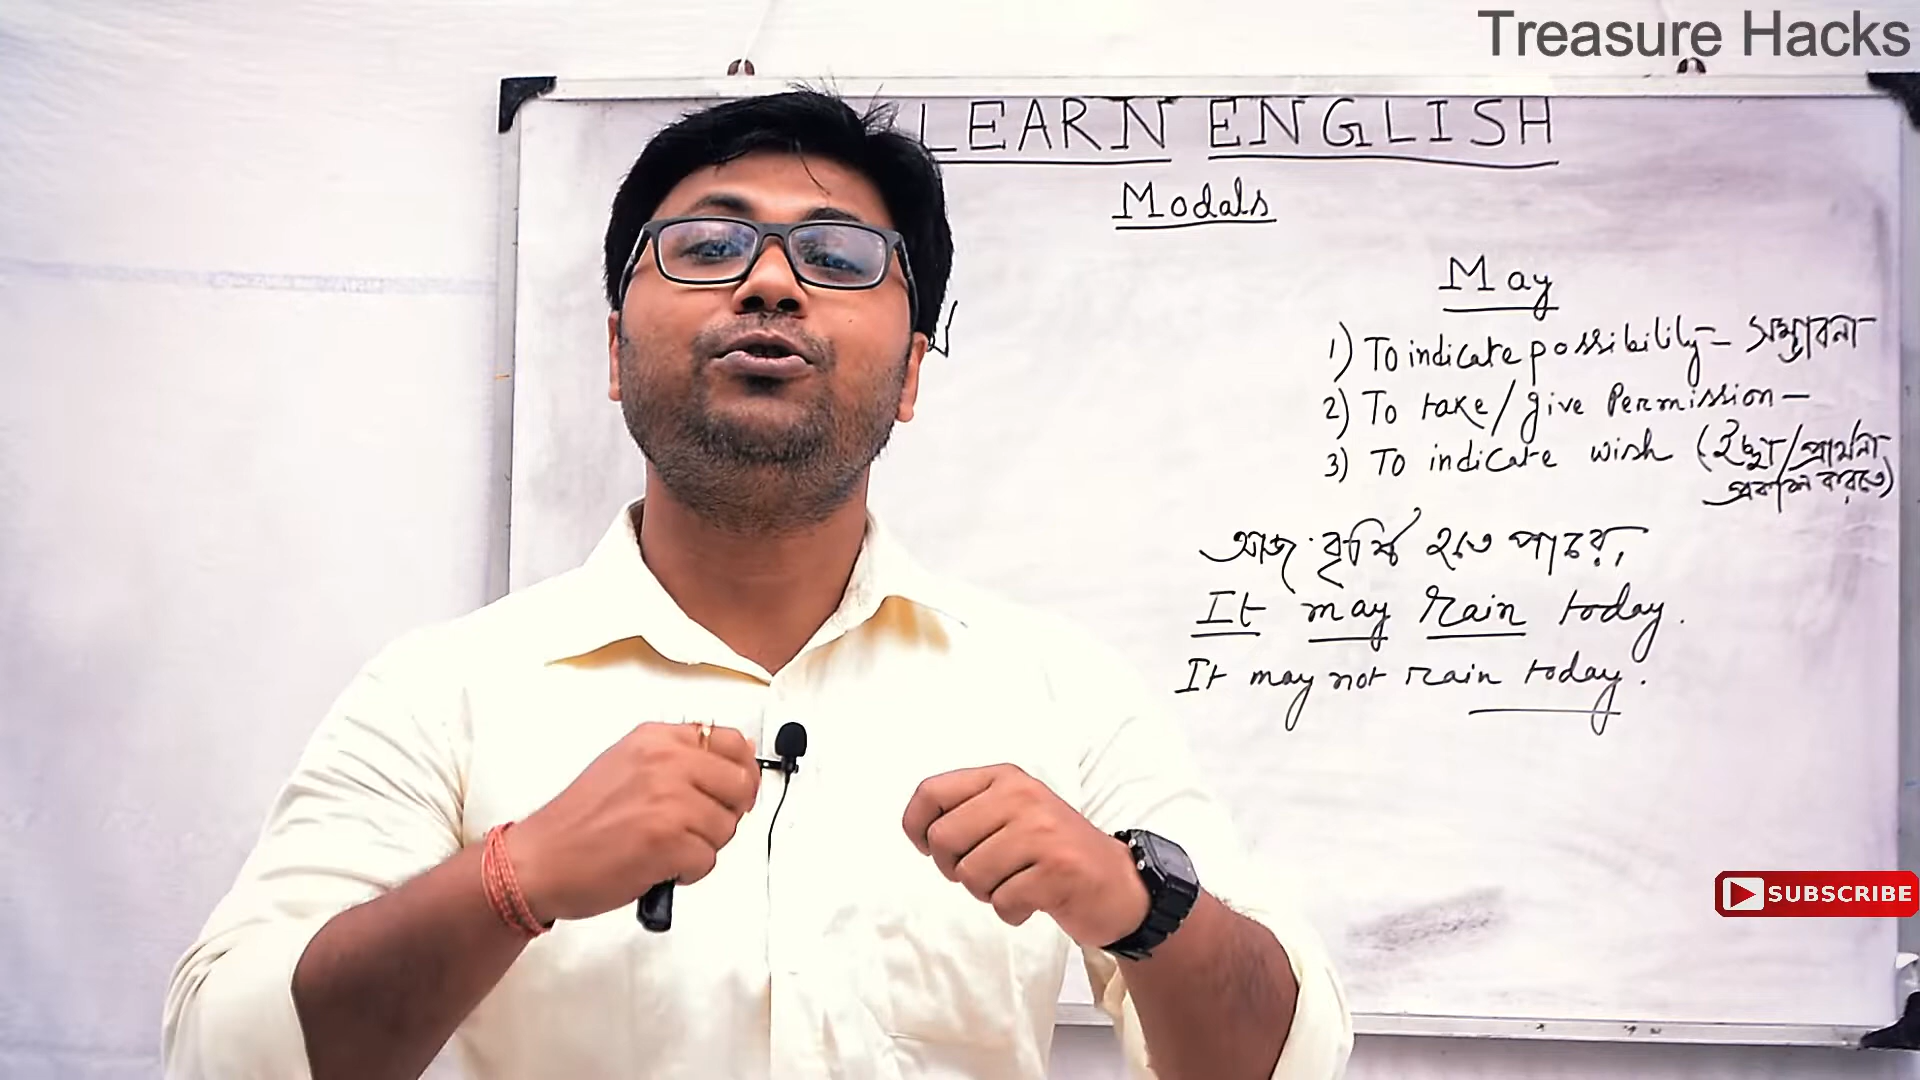 Treasure Hacks
LEARN ENGLISH
Modals
May
1) To indicate possibility - সম্ভাবনা
2) To take/give Permission -
3) To indicate wish (ইচ্ছা/প্রার্থনা
প্রকাশ করতে)
আজ বৃষ্টি হতে পারে,
It may rain today.
It may not rain today.
SUBSCRIBE